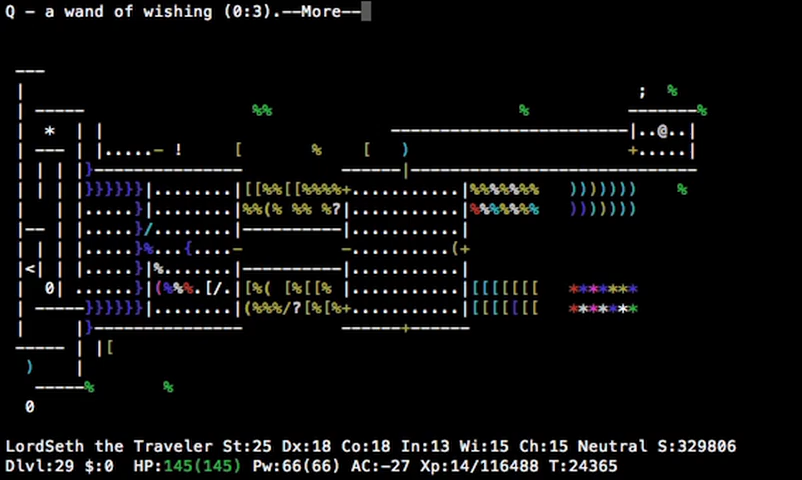 Q - a wand of wishing (0:3).--More--
LordSeth the Traveler St:25 Dx:18 Co:18 In:13 Wi:15 Ch:15 Neutral S:329806
Dlvl:29 $:0 HP:145(145) Pw:66(66) AC:-27 Xp:14/116488 T:24365